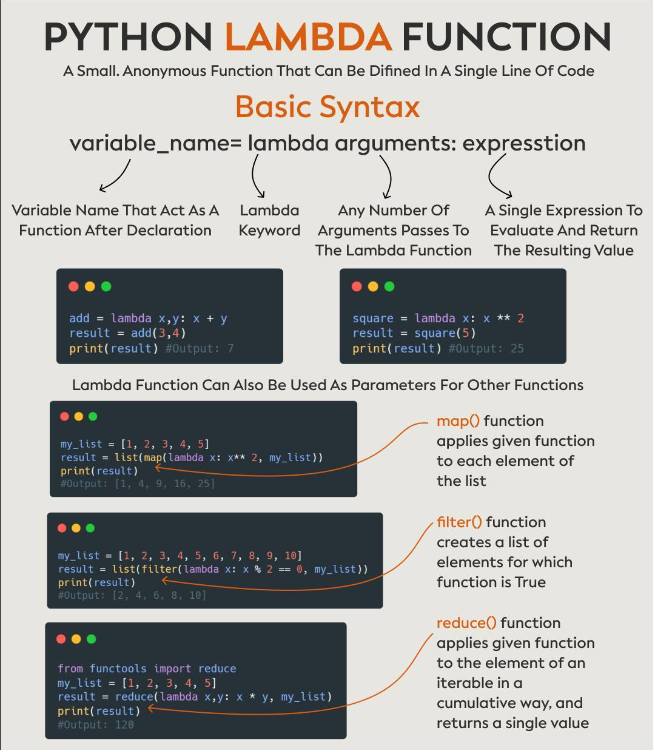 PYTHON LAMBDA FUNCTION
A Small. Anonymous Function That Can Be Difined In A Single Line Of Code
Basic Syntax
variable_name= lambda arguments: expresstion
Variable Name That Act As A
Function After Declaration
Lambda
Keyword
Any Number Of
Arguments Passes To
The Lambda Function
A Single Expression To
Evaluate And Return
The Resulting Value
add = lambda x,y: x + y
result = add(3,4)
print(result) #Output: 7
square = lambda x: x ** 2
result = square(5)
print(result) #Output: 25
Lambda Function Can Also Be Used As Parameters For Other Functions
my_list = [1, 2, 3, 4, 5]
result = list(map(lambda x: x** 2, my_list))
print(result)
#Output: [1, 4, 9, 16, 25]
map() function
applies given function
to each element of
the list
my_list = [1, 2, 3, 4, 5, 6, 7, 8, 9, 10]
result = list(filter(lambda x: x % 2 == 0, my_list))
print(result)
#Output: [2, 4, 6, 8, 10]
filter() function
creates a list of
elements for which
function is True
from functools import reduce
my_list = [1, 2, 3, 4, 5]
result = reduce(lambda x,y: x * y, my_list)
print(result)
#Output: 120
reduce() function
applies given function
to the element of an
iterable in a
cumulative way, and
returns a single value